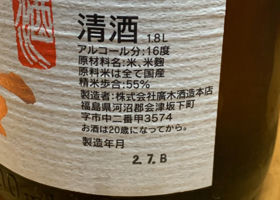 清酒 1.8L
アルコール分:16度
原材料名:米、米麹
原料米は全て国産
精米歩合:55%
製造者:株式会社廣木酒造本店
福島県河沼郡会津坂下町
字市中二番甲3574
お酒は20歳になってから。
製造年月
2 7. B